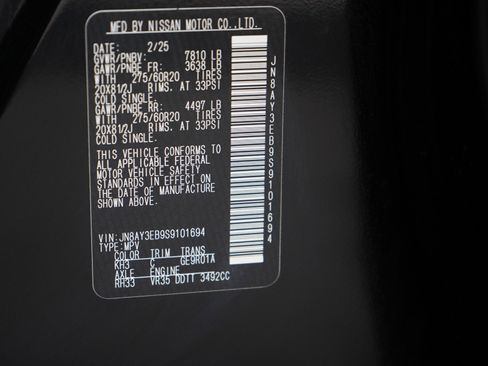 MFD BY NISSAN MOTOR CO.,LTD.
DATE: 2/25
GVWR/PNBV: 7810 LB
GAWR/PNBE FR: 3638 LB
WITH 275/60R20 TIRES
20X81/2J RIMS, AT 33PSI
COLD SINGLE.
GAWR/PNBE RR: 4497 LB
WITH 275/60R20 TIRES
20X81/2J RIMS, AT 33PSI
COLD SINGLE.
THIS VEHICLE CONFORMS TO
ALL APPLICABLE FEDERAL
MOTOR VEHICLE SAFETY
STANDARDS IN EFFECT ON
THE DATE OF MANUFACTURE
SHOWN ABOVE.
VIN: JN8AY3EB9S9101694
TYPE: MPV
COLOR TRIM TRANS
KH3 C GE9R01A
AXLE ENGINE
RH33 VR35 DDTT 3492CC
JN8AY3EB9S9101694